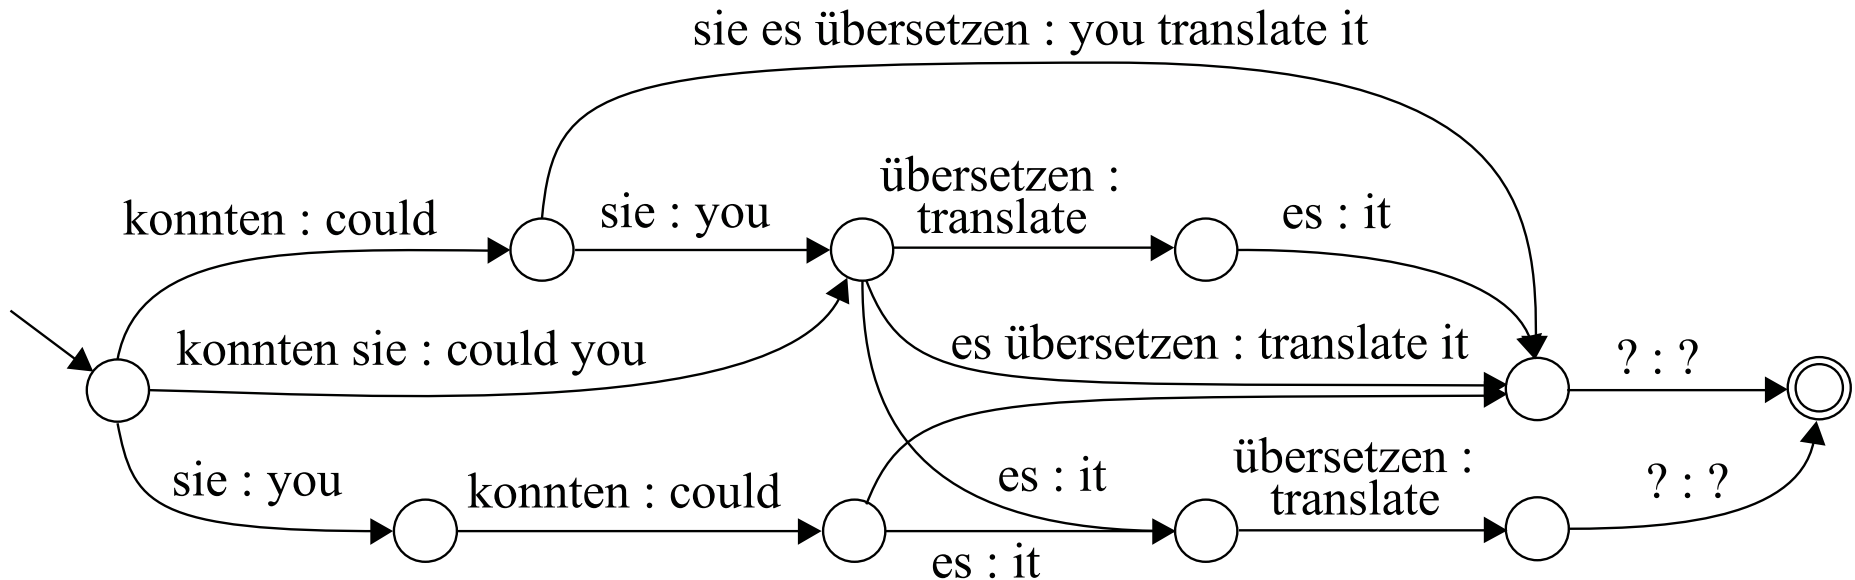 sie es übersetzen : you translate it
übersetzen :
translate
konnten : could
sie : you
es : it
konnten sie : could you
es übersetzen : translate it
? : ?
sie : you
konnten : could
es : it
übersetzen :
translate
? : ?
es : it